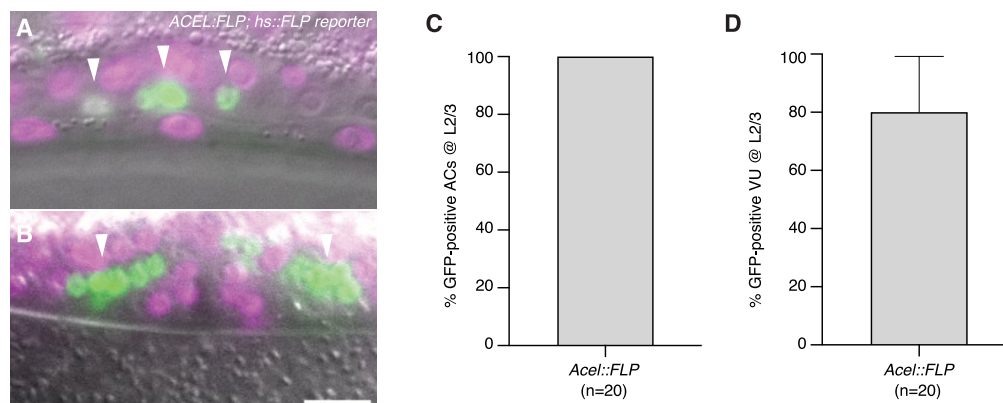 A
ACEL:FLP; hs::FLP reporter
B
C
% GFP-positive ACs @ L2/3
100
80
60
40
20
0
Acel::FLP
(n=20)
D
% GFP-positive VU @ L2/3
100
80
60
40
20
0
Acel::FLP
(n=20)